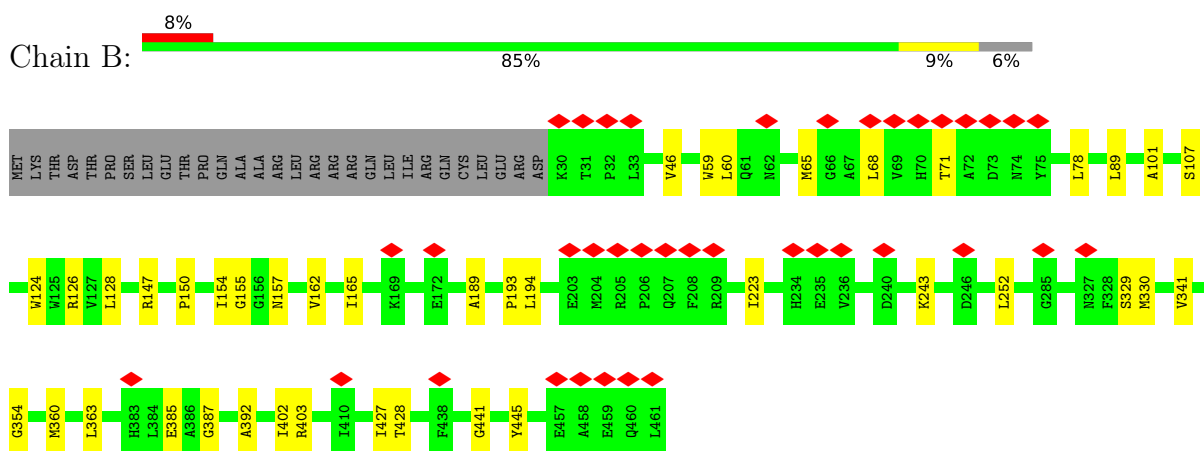 8%
Chain B:
85% 9% 6%
MET LYS THR ASP THR PRO SER LEU GLU THR PRO GLN ALA ALA ARG LEU ARG ARG ARG GLN LEU ILE ARG GLN CYS LEU GLU ARG ASP K30 T31 P32 L33 V46 W59 L60 Q61 N62 M65 G66 A67 L68 V69 H70 T71 A72 D73 N74 Y75 L78 L89 A101 S107
W124 W125 R126 V127 L128 R147 P150 I154 G155 G156 N157 V162 I165 K169 E172 A189 P193 L194 E203 M204 R205 P206 Q207 F208 R209 I223 H234 E235 V236 D240 K243 D246 L252 G285 N327 F328 S329 M330 V341
G354 M360 L363 H383 L384 E385 A386 G387 A392 I402 R403 I410 I427 T428 F438 G441 Y445 E457 A458 E459 Q460 L461